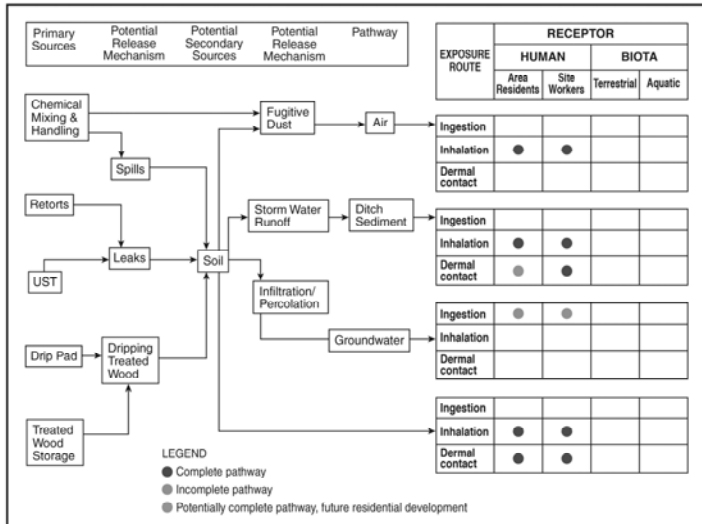 Primary
Sources
Potential
Release
Mechanism
Potential
Secondary
Sources
Potential
Release
Mechanism
Pathway
EXPOSURE
ROUTE
RECEPTOR
HUMAN
BIOTA
Area
Residents
Site
Workers
Terrestrial
Aquatic
Chemical
Mixing &
Handling
Spills
Retorts
Leaks
UST
Drip Pad
Dripping
Treated
Wood
Treated
Wood
Storage
Soil
Fugitive
Dust
Air
Storm Water
Runoff
Ditch
Sediment
Infiltration/
Percolation
Groundwater
Ingestion
Inhalation
Dermal
contact
Ingestion
Inhalation
Dermal
contact
Ingestion
Inhalation
Dermal
contact
Ingestion
Inhalation
Dermal
contact
LEGEND
Complete pathway
Incomplete pathway
Potentially complete pathway, future residential development